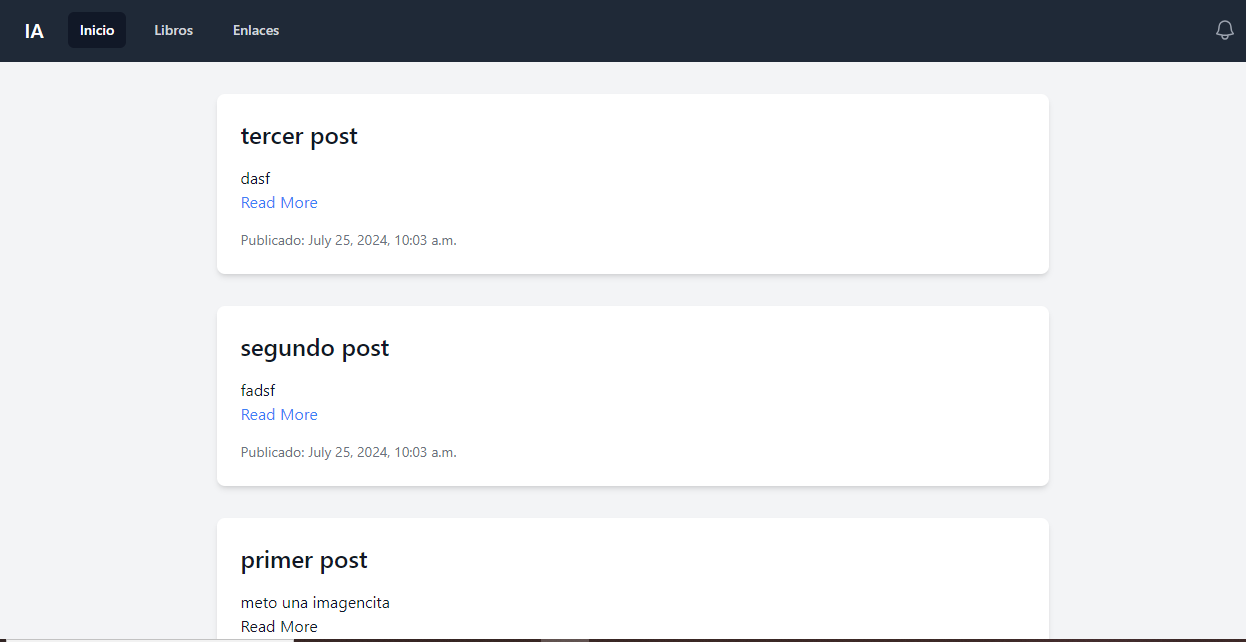 IA Inicio Libros Enlaces
tercer post
dasf
Read More
Publicado: July 25, 2024, 10:03 a.m.
segundo post
fadsf
Read More
Publicado: July 25, 2024, 10:03 a.m.
primer post
meto una imagencita
Read More